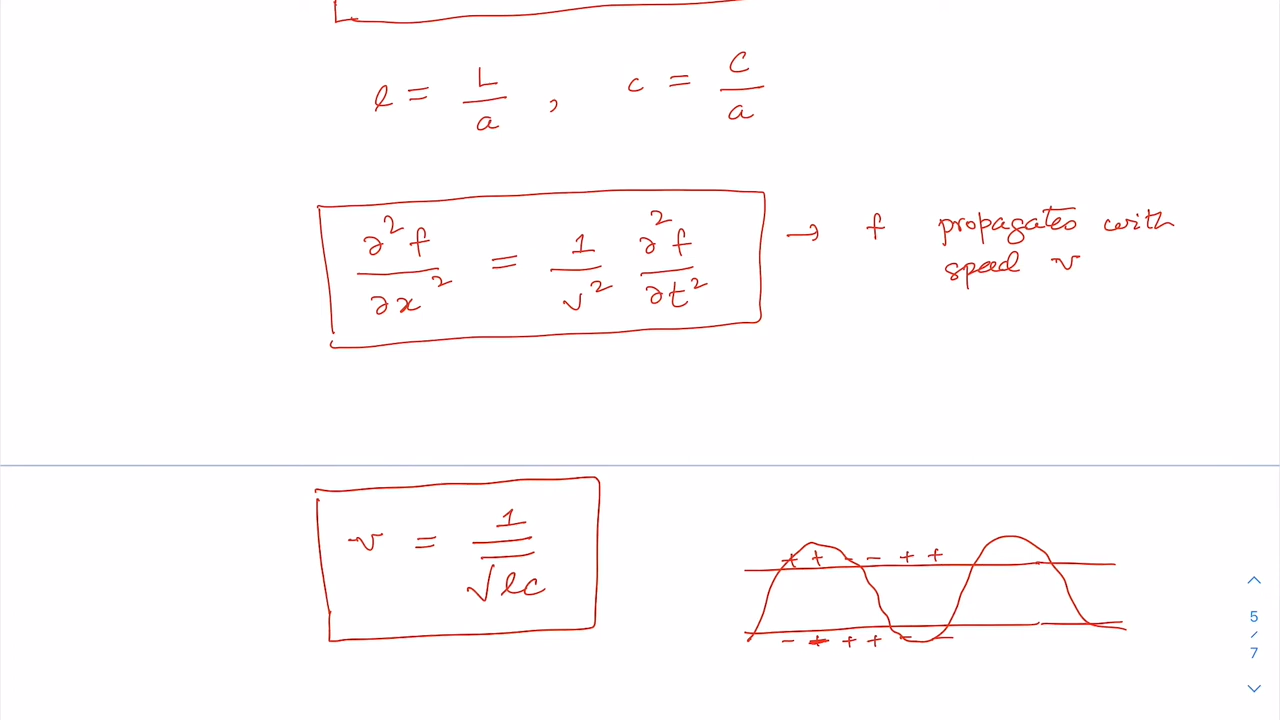 l = L/a , c = C/a
∂²f/∂x² = 1/v² ∂²f/∂t² → f propagates with
speed v
v = 1/√lc
+ + - - + +
- + + + - -
5
/
7